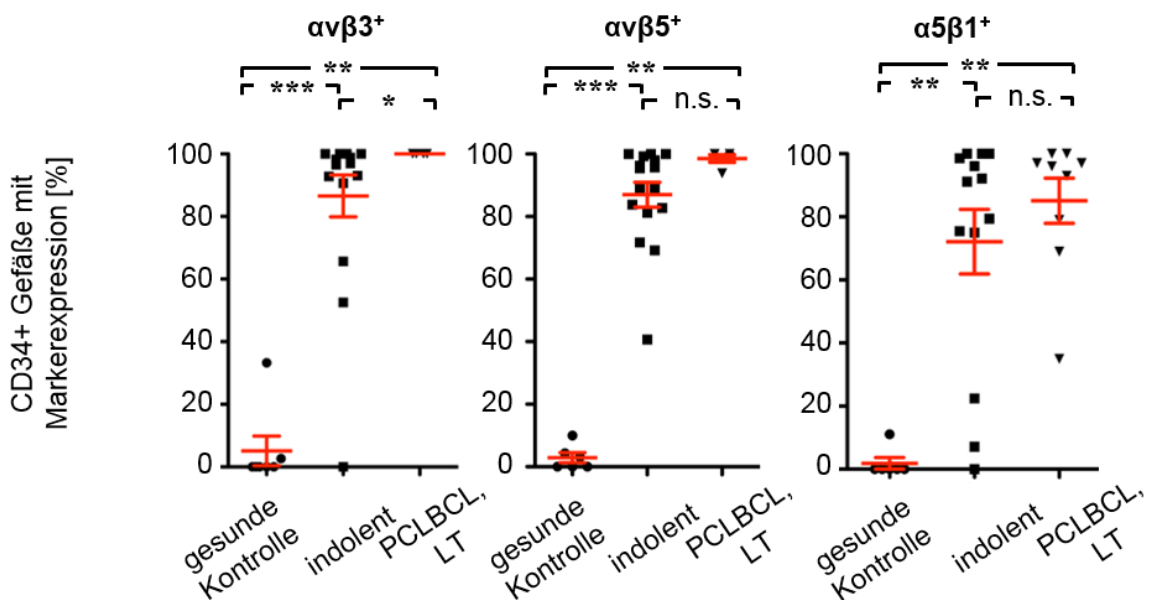 αvβ3⁺
αvβ5⁺
α5β1⁺
**
***
*
**
***
n.s.
**
**
n.s.
CD34+ Gefäße mit
Markerexpression [%]
100
80
60
40
20
0
gesunde
Kontrolle
indolent
PCLBCL,
LT
100
80
60
40
20
0
gesunde
Kontrolle
indolent
PCLBCL,
LT
100
80
60
40
20
0
gesunde
Kontrolle
indolent
PCLBCL,
LT